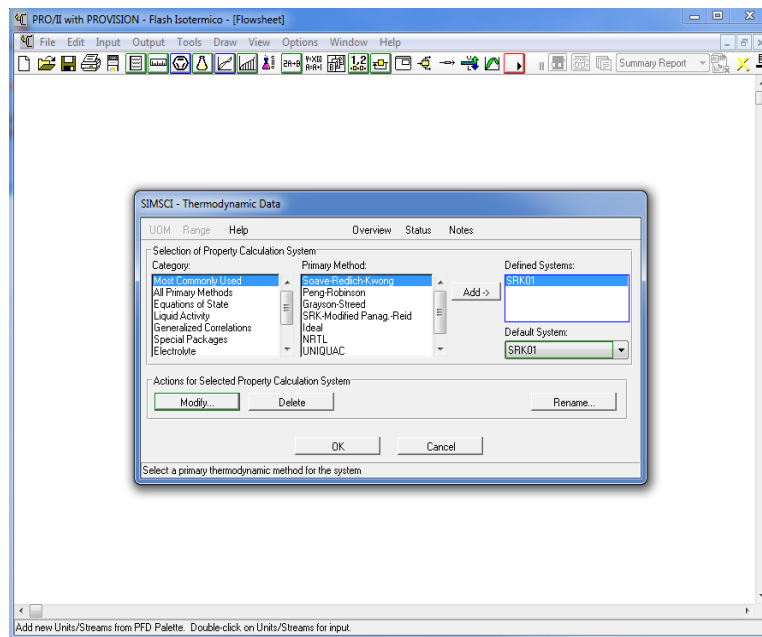 PRO/II with PROVISION - Flash Isotermico - [Flowsheet]
File Edit Input Output Tools Draw View Options Window Help
Summary Report
SIMSCI - Thermodynamic Data
UOM Range Help Overview Status Notes
Selection of Property Calculation System
Category: Primary Method: Defined Systems:
Most Commonly Used Soave-Redlich-Kwong SRK01
All Primary Methods Peng-Robinson Add ->
Equations of State Grayson-Streed
Liquid Activity SRK-Modified Panag.-Reid
Generalized Correlations Ideal Default System:
Special Packages NRTL SRK01
Electrolyte UNIQUAC
Actions for Selected Property Calculation System
Modify... Delete Rename...
OK Cancel
Select a primary thermodynamic method for the system
Add new Units/Streams from PFD Palette. Double-click on Units/Streams for input.